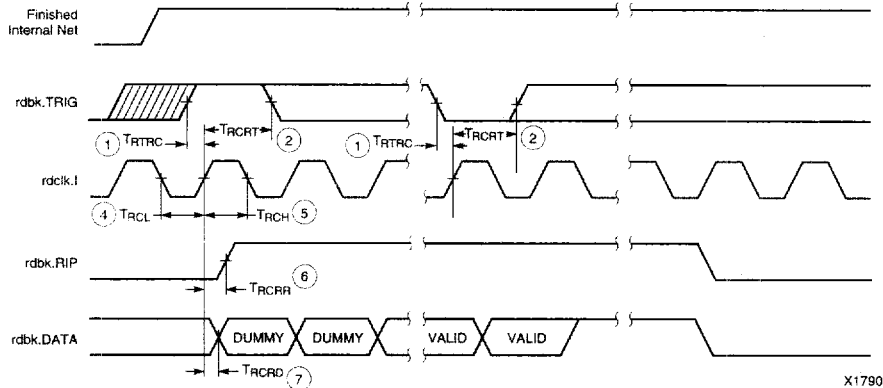 Finished
Internal Net
rdbk.TRIG
1 TRTRC TRCRT 2 1 TRTRC TRCRT 2
rdclk.I
4 TRCL TRCH 5
rdbk.RIP
TRCRR 6
rdbk.DATA DUMMY DUMMY VALID VALID
TRCRD 7
X1790